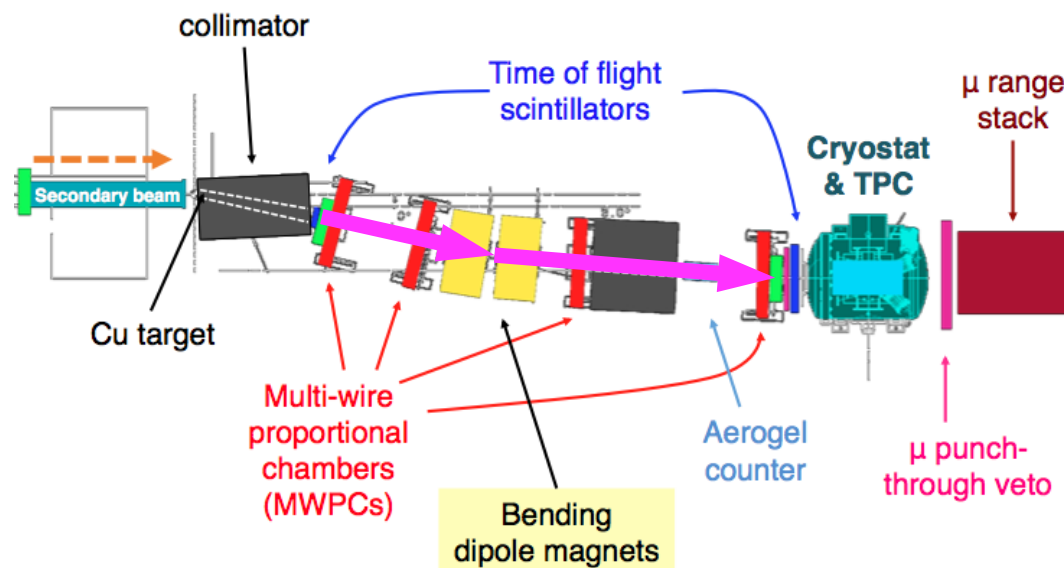 collimator
Time of flight
scintillators
μ range
stack
Cryostat
& TPC
Secondary beam
Cu target
Multi-wire
proportional
chambers
(MWPCs)
Bending
dipole magnets
Aerogel
counter
μ punch-
through veto